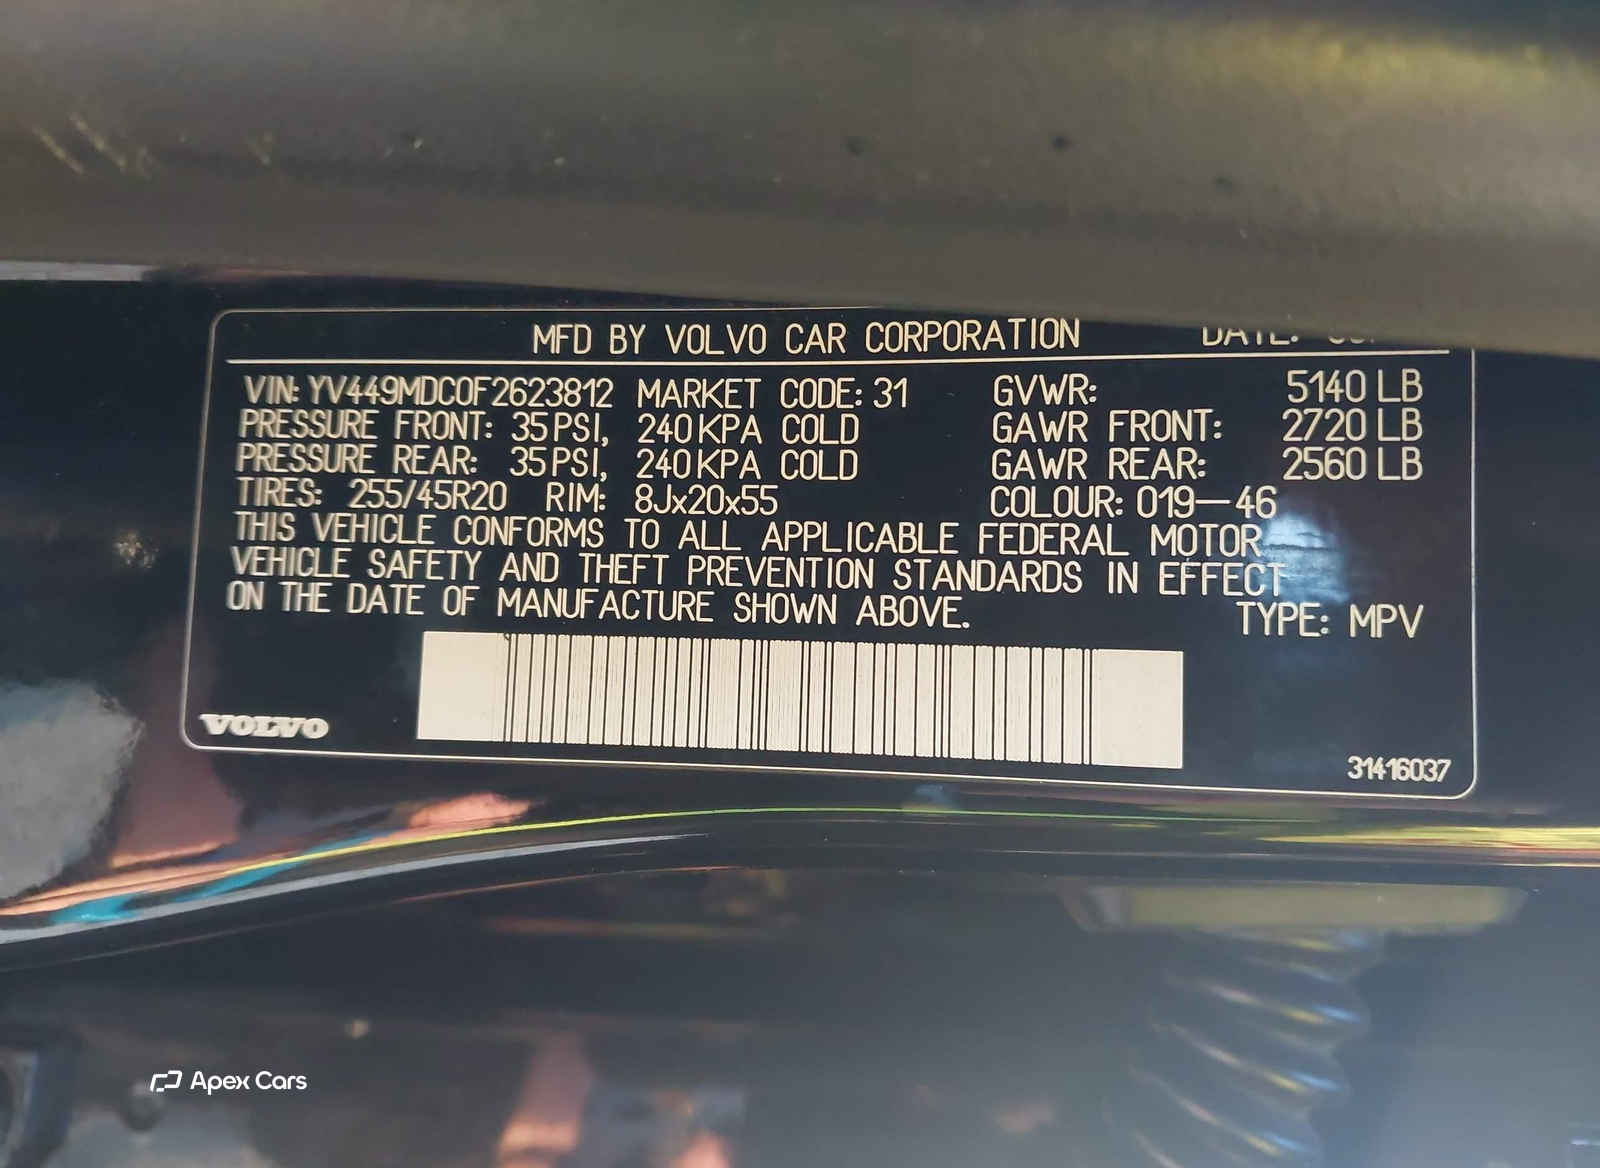 MFD BY VOLVO CAR CORPORATION DATE:
VIN: YV449MDC0F2623812 MARKET CODE: 31 GVWR: 5140 LB
PRESSURE FRONT: 35 PSI, 240 KPA COLD GAWR FRONT: 2720 LB
PRESSURE REAR: 35 PSI, 240 KPA COLD GAWR REAR: 2560 LB
TIRES: 255/45R20 RIM: 8Jx20x55 COLOUR: 019-46
THIS VEHICLE CONFORMS TO ALL APPLICABLE FEDERAL MOTOR
VEHICLE SAFETY AND THEFT PREVENTION STANDARDS IN EFFECT
ON THE DATE OF MANUFACTURE SHOWN ABOVE. TYPE: MPV
VOLVO
31416037
Apex Cars